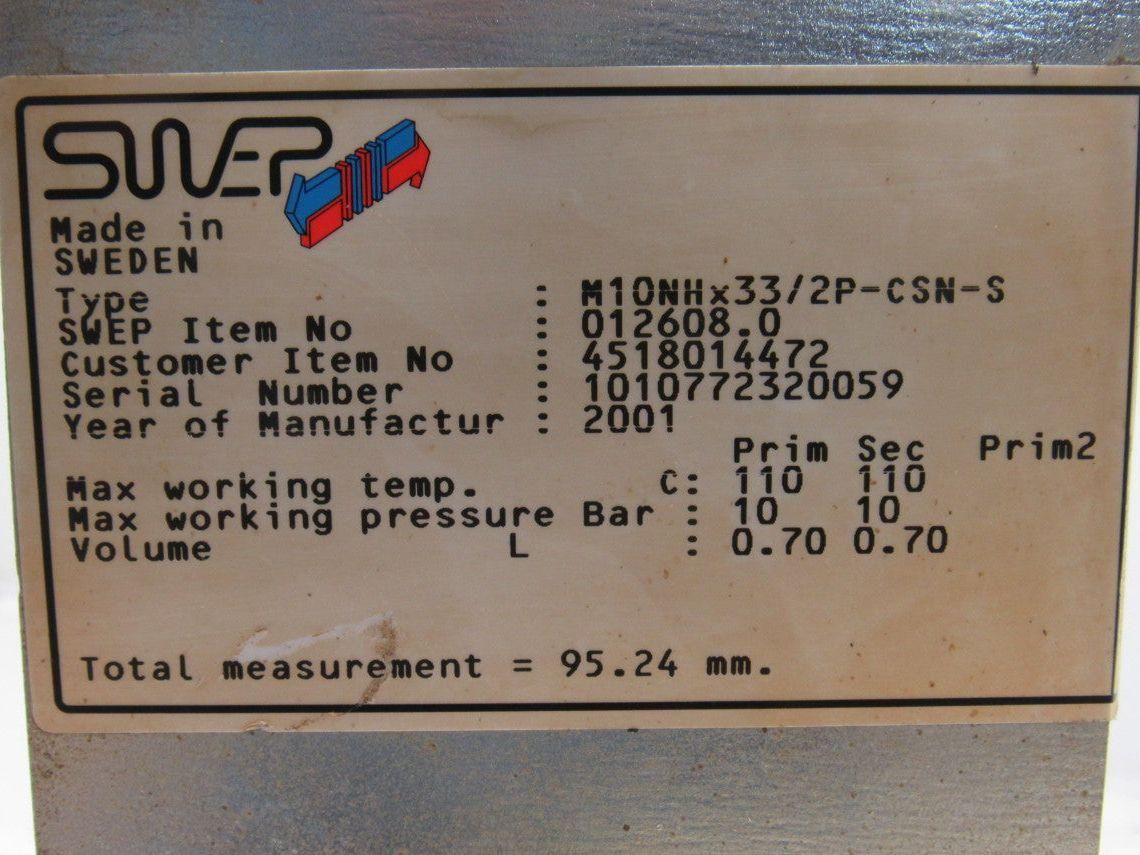 SWEP
Made in
SWEDEN
Type : M10NHx33/2P-CSN-S
SWEP Item No : 012608.0
Customer Item No : 4518014472
Serial Number : 1010772320059
Year of Manufactur : 2001
Prim Sec Prim2
Max working temp. C: 110 110
Max working pressure Bar : 10 10
Volume L : 0.70 0.70
Total measurement = 95.24 mm.